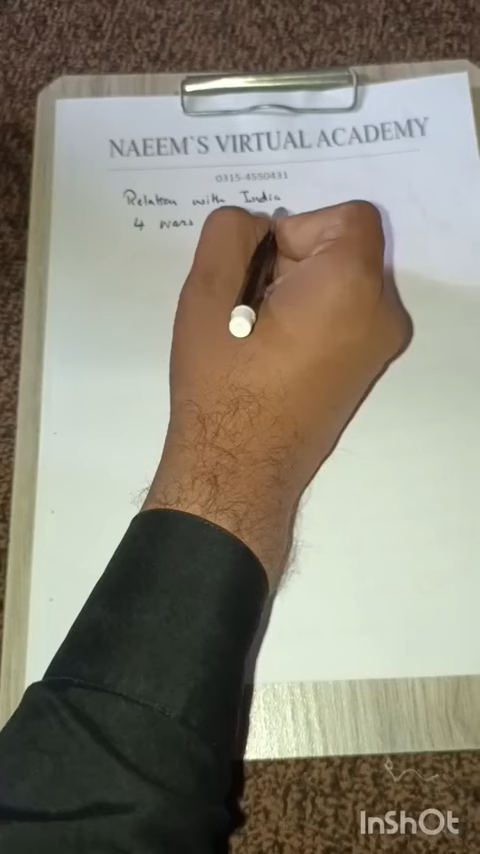 NAEEM`S VIRTUAL ACADEMY
0315-4550431
Relation with India
4 wars
InShOt